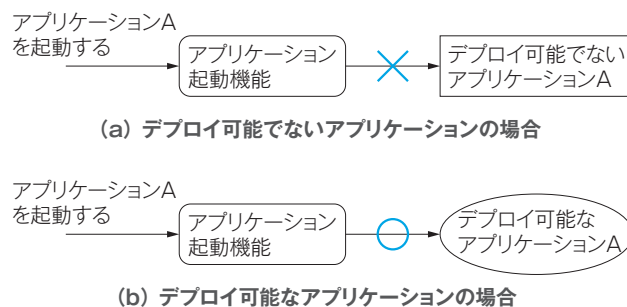 アプリケーションA
を起動する
アプリケーション
起動機能
デプロイ可能でない
アプリケーションA
(a) デプロイ可能でないアプリケーションの場合
アプリケーションA
を起動する
アプリケーション
起動機能
デプロイ可能な
アプリケーションA
(b) デプロイ可能なアプリケーションの場合